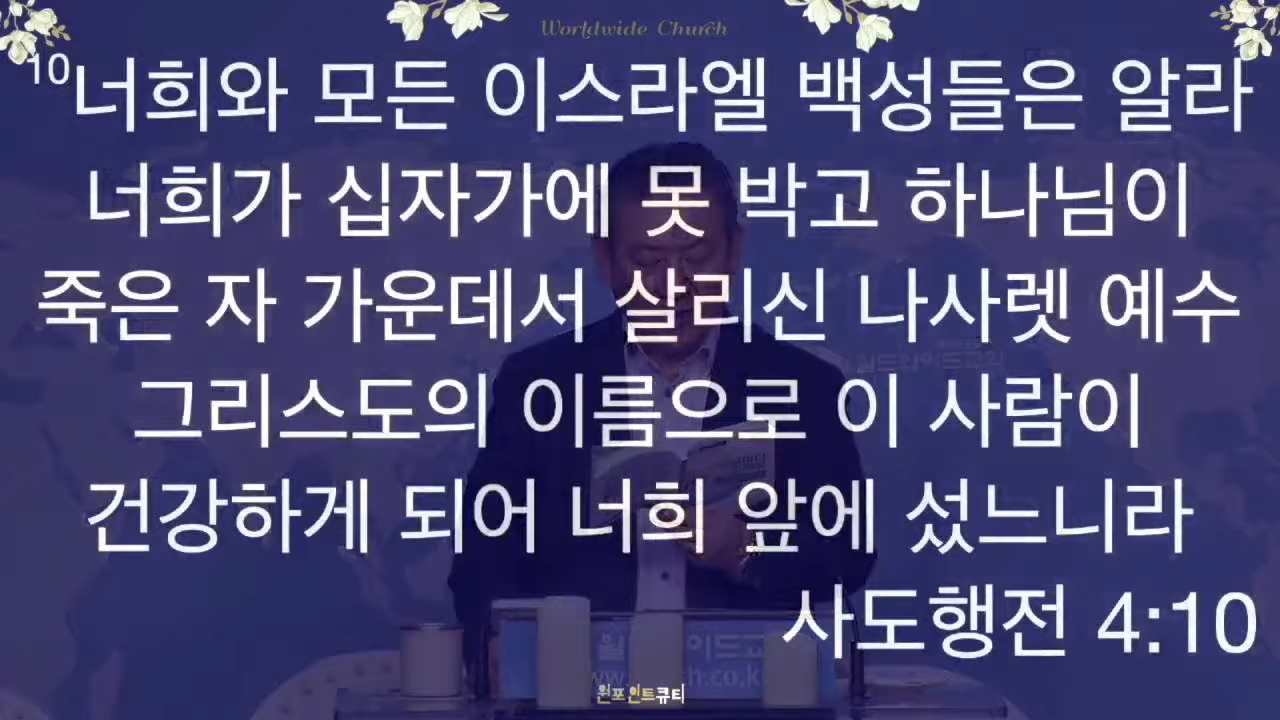 Worldwide Church
10너희와 모든 이스라엘 백성들은 알라
너희가 십자가에 못 박고 하나님이
죽은 자 가운데서 살리신 나사렛 예수
그리스도의 이름으로 이 사람이
건강하게 되어 너희 앞에 섰느니라
사도행전 4:10
원포인트큐티